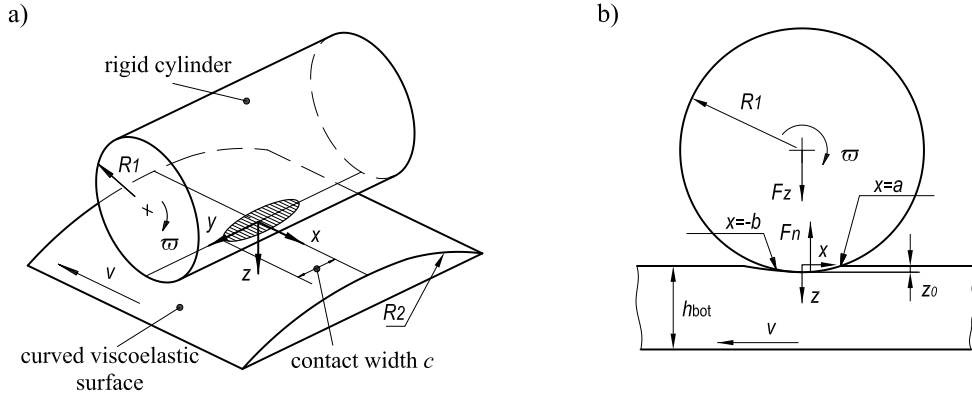 a)
rigid cylinder
R1
x
ϖ
y
x
z
v
R2
curved viscoelastic
surface
contact width c
b)
R1
ϖ
Fz
x=a
x=-b
Fn
x
z
z0
hbot
v